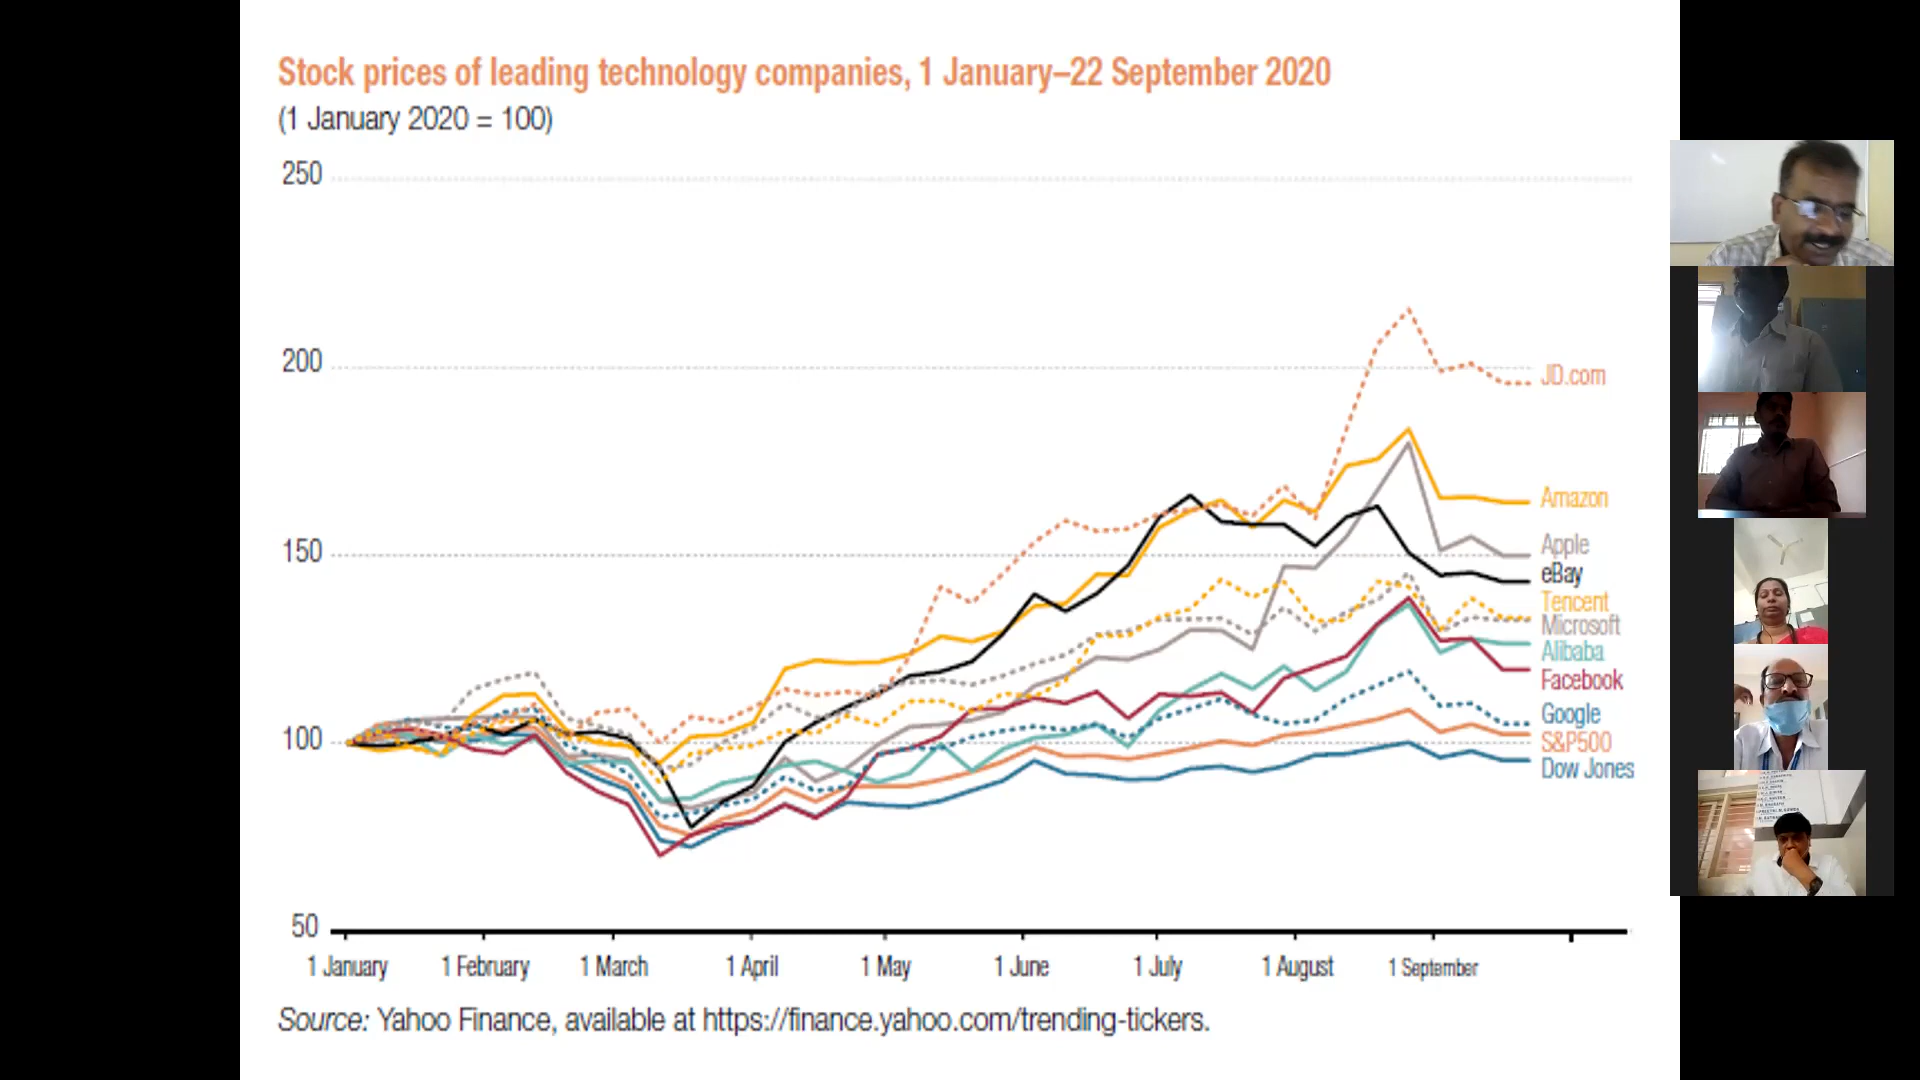 Stock prices of leading technology companies, 1 January–22 September 2020
(1 January 2020 = 100)
250
200
150
100
50
JD.com
Amazon
Apple
eBay
Tencent
Microsoft
Alibaba
Facebook
Google
S&P500
Dow Jones
1 January
1 February
1 March
1 April
1 May
1 June
1 July
1 August
1 September
Source: Yahoo Finance, available at https://finance.yahoo.com/trending-tickers.